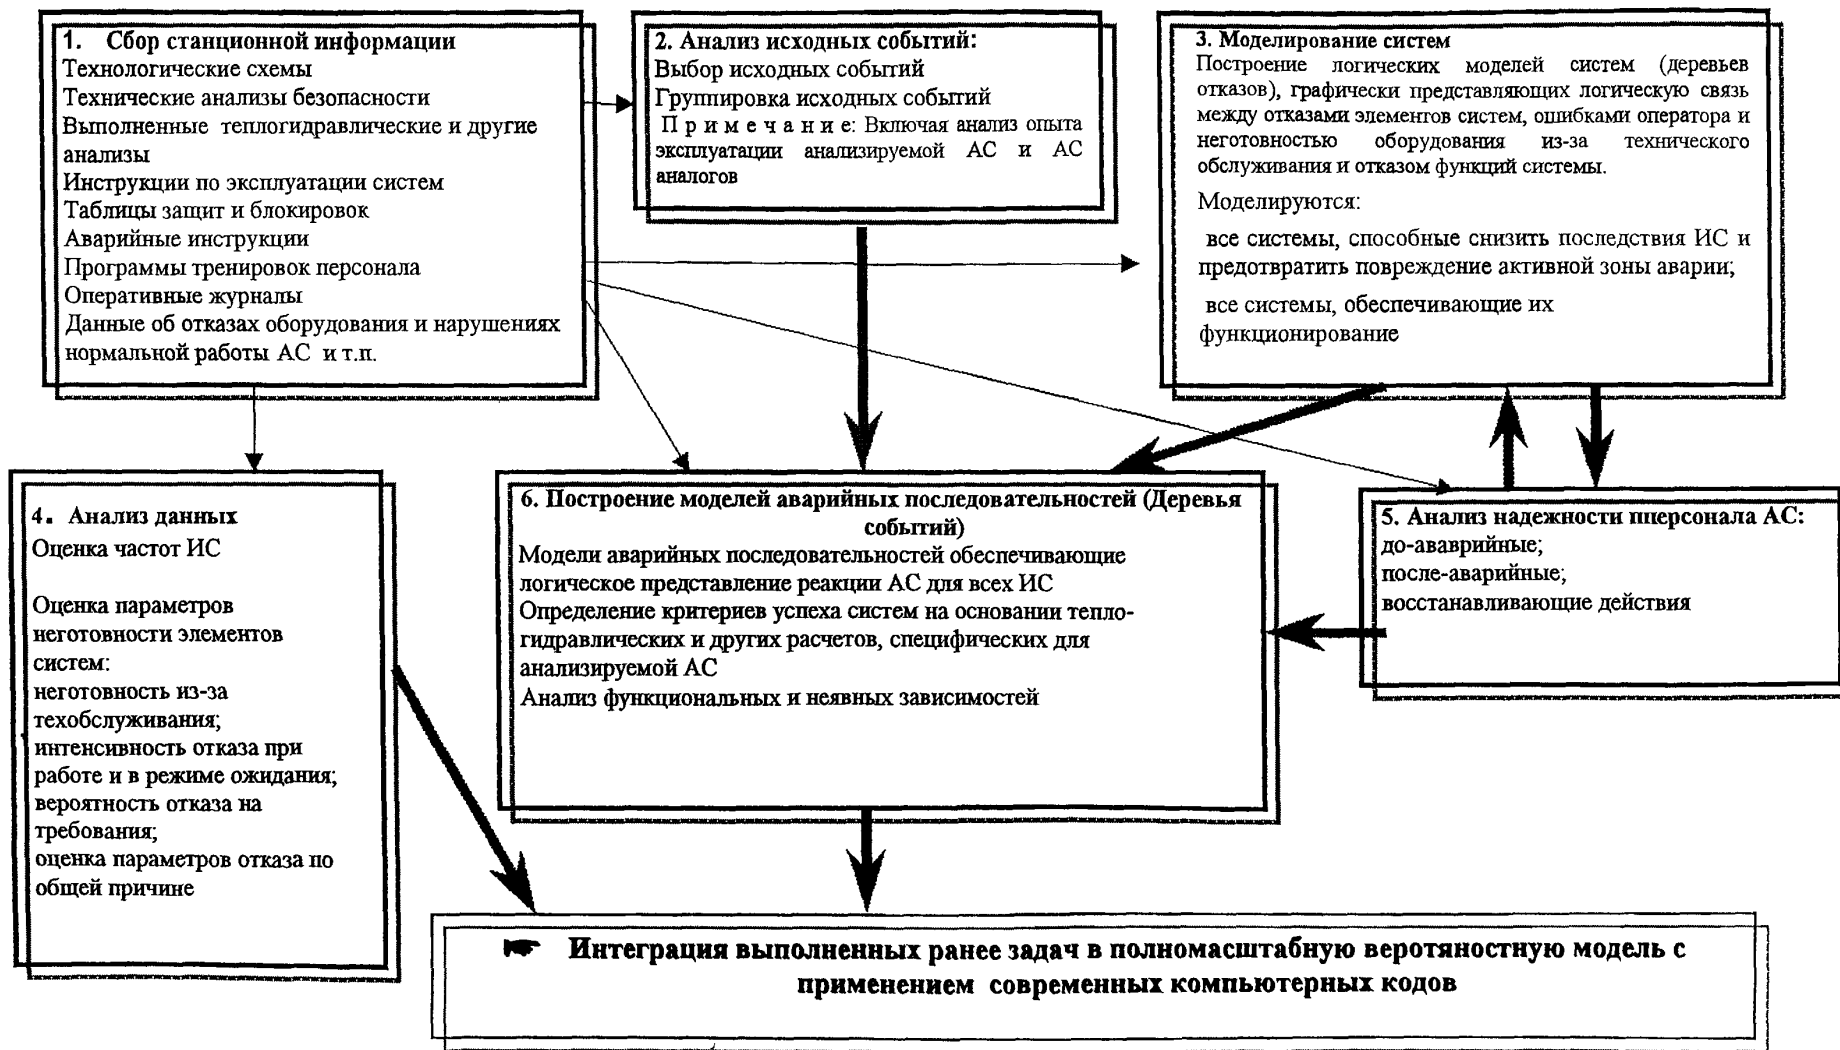 1. Сбор станционной информации
Технологические схемы
Технические анализы безопасности
Выполненные теплогидравлические и другие
анализы
Инструкции по эксплуатации систем
Таблицы защит и блокировок
Аварийные инструкции
Программы тренировок персонала
Оперативные журналы
Данные об отказах оборудования и нарушениях
нормальной работы АС и т.п.
2. Анализ исходных событий:
Выбор исходных событий
Группировка исходных событий
П р и м е ч а н и е: Включая анализ опыта
эксплуатации анализируемой АС и АС
аналогов
3. Моделирование систем
Построение логических моделей систем (деревьев
отказов), графически представляющих логическую связь
между отказами элементов систем, ошибками оператора и
неготовностью оборудования из-за технического
обслуживания и отказом функций системы.
Моделируются:
все системы, способные снизить последствия ИС и
предотвратить повреждение активной зоны аварии;
все системы, обеспечивающие их
функционирование
4. Анализ данных
Оценка частот ИС
Оценка параметров
неготовности элементов
систем:
неготовность из-за
техобслуживания;
интенсивность отказа при
работе и в режиме ожидания;
вероятность отказа на
требования;
оценка параметров отказа по
общей причине
6. Построение моделей аварийных последовательностей (Деревья
событий)
Модели аварийных последовательностей обеспечивающие
логическое представление реакции АС для всех ИС
Определение критериев успеха систем на основании тепло-
гидравлических и других расчетов, специфических для
анализируемой АС
Анализ функциональных и неявных зависимостей
5. Анализ надежности пперсонала АС:
до-ававрийные;
после-аварийные;
восстанавливающие действия
Интеграция выполненных ранее задач в полномасштабную веротяностную модель с
применением современных компьютерных кодов